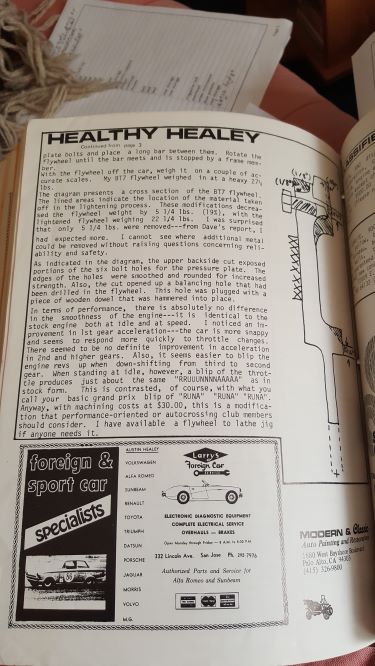 HEALTHY HEALEY
Continued from page 3
plate bolts and place a long bar between them. Rotate the
flywheel until the bar meets and is stopped by a frame mem-
ber.
With the flywheel off the car, weigh it on a couple of ac-
curate scales. My BT7 flywheel weighed in at a heavy 27½
lbs.
The diagram presents a cross section of the BT7 flywheel.
The lined areas indicate the location of the material taken
off in the lightening process. These modifications decrea-
sed the flywheel weight by 5 1/4 lbs. (19%), with the
lightened flywheel weighing 22 1/4 lbs. I was surprised
that only 5 1/4 lbs. were removed---from Dave's report, I
had expected more. I cannot see where additional metal
could be removed without raising questions concerning reli-
ability and safety.
As indicated in the diagram, the upper backside cut exposed
portions of the six bolt holes for the pressure plate. The
edges of the holes were smoothed and rounded for increased
strength. Also, the cut opened up a balancing hole that had
been drilled in the flywheel. This hole was plugged with a
piece of wooden dowel that was hammered into place.
In terms of performance, there is absolutely no difference
in the smoothness of the engine---it is identical to the
stock engine both at idle and at speed. I noticed an im-
provement in 1st gear acceleration---the car is more snappy
and seems to respond more quickly to throttle changes.
There seemed to be no definite improvement in acceleration
in 2nd and higher gears. Also, it seems easier to blip the
engine revs up when down-shifting from third to second
gear. When standing at idle, however, a blip of the throt-
tle produces just about the same "RRUUUNNNNAAAAA" as in
stock form. This is contrasted, of course, with what you
call your basic grand prix blip of "RUNA" "RUNA" "RUNA".
Anyway, with machining costs at $30.00, this is a modifica-
tion that performance-oriented or autocrossing club members
should consider. I have available a flywheel to lathe jig
if anyone needs it.
foreign &
sport car
specialists
AUSTIN HEALEY
VOLKSWAGEN
ALFA ROMEO
SUNBEAM
RENAULT
TOYOTA
TRIUMPH
DATSUN
PORSCHE
JAGUAR
MORRIS
VOLVO
M.G.
Larry's
Foreign Car
SERVICE
ELECTRONIC DIAGNOSTIC EQUIPMENT
COMPLETE ELECTRICAL SERVICE
OVERHAULS — BRAKES
Open Monday through Friday — 8 A.M. to 5:30 P.M.
332 Lincoln Ave. San Jose Ph. 292-7976
Authorized Parts and Service for
Alfa Romeo and Sunbeam
MODERN & Classic
Auto Painting and Restoration
Palo Alto, CA 94303
(415) 326-9800